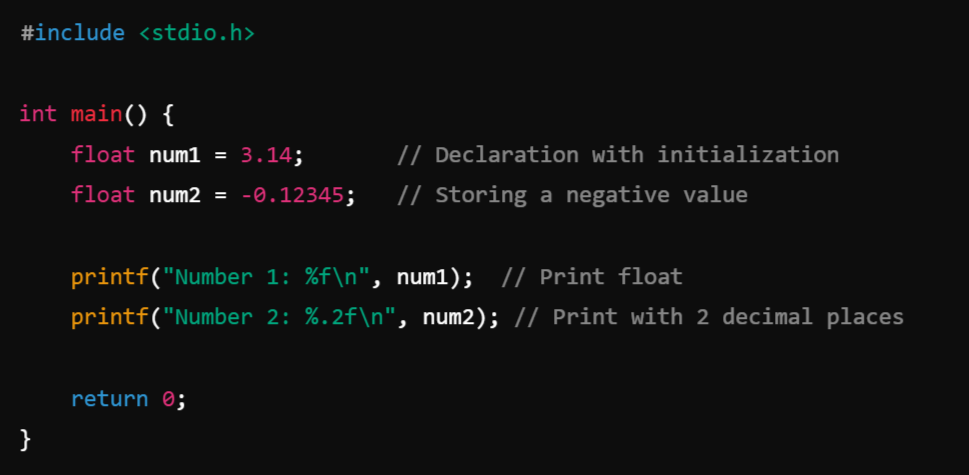 #include <stdio.h>
int main() {
    float num1 = 3.14;       // Declaration with initialization
    float num2 = -0.12345;   // Storing a negative value
    printf("Number 1: %f\n", num1);  // Print float
    printf("Number 2: %.2f\n", num2); // Print with 2 decimal places
    return 0;
}